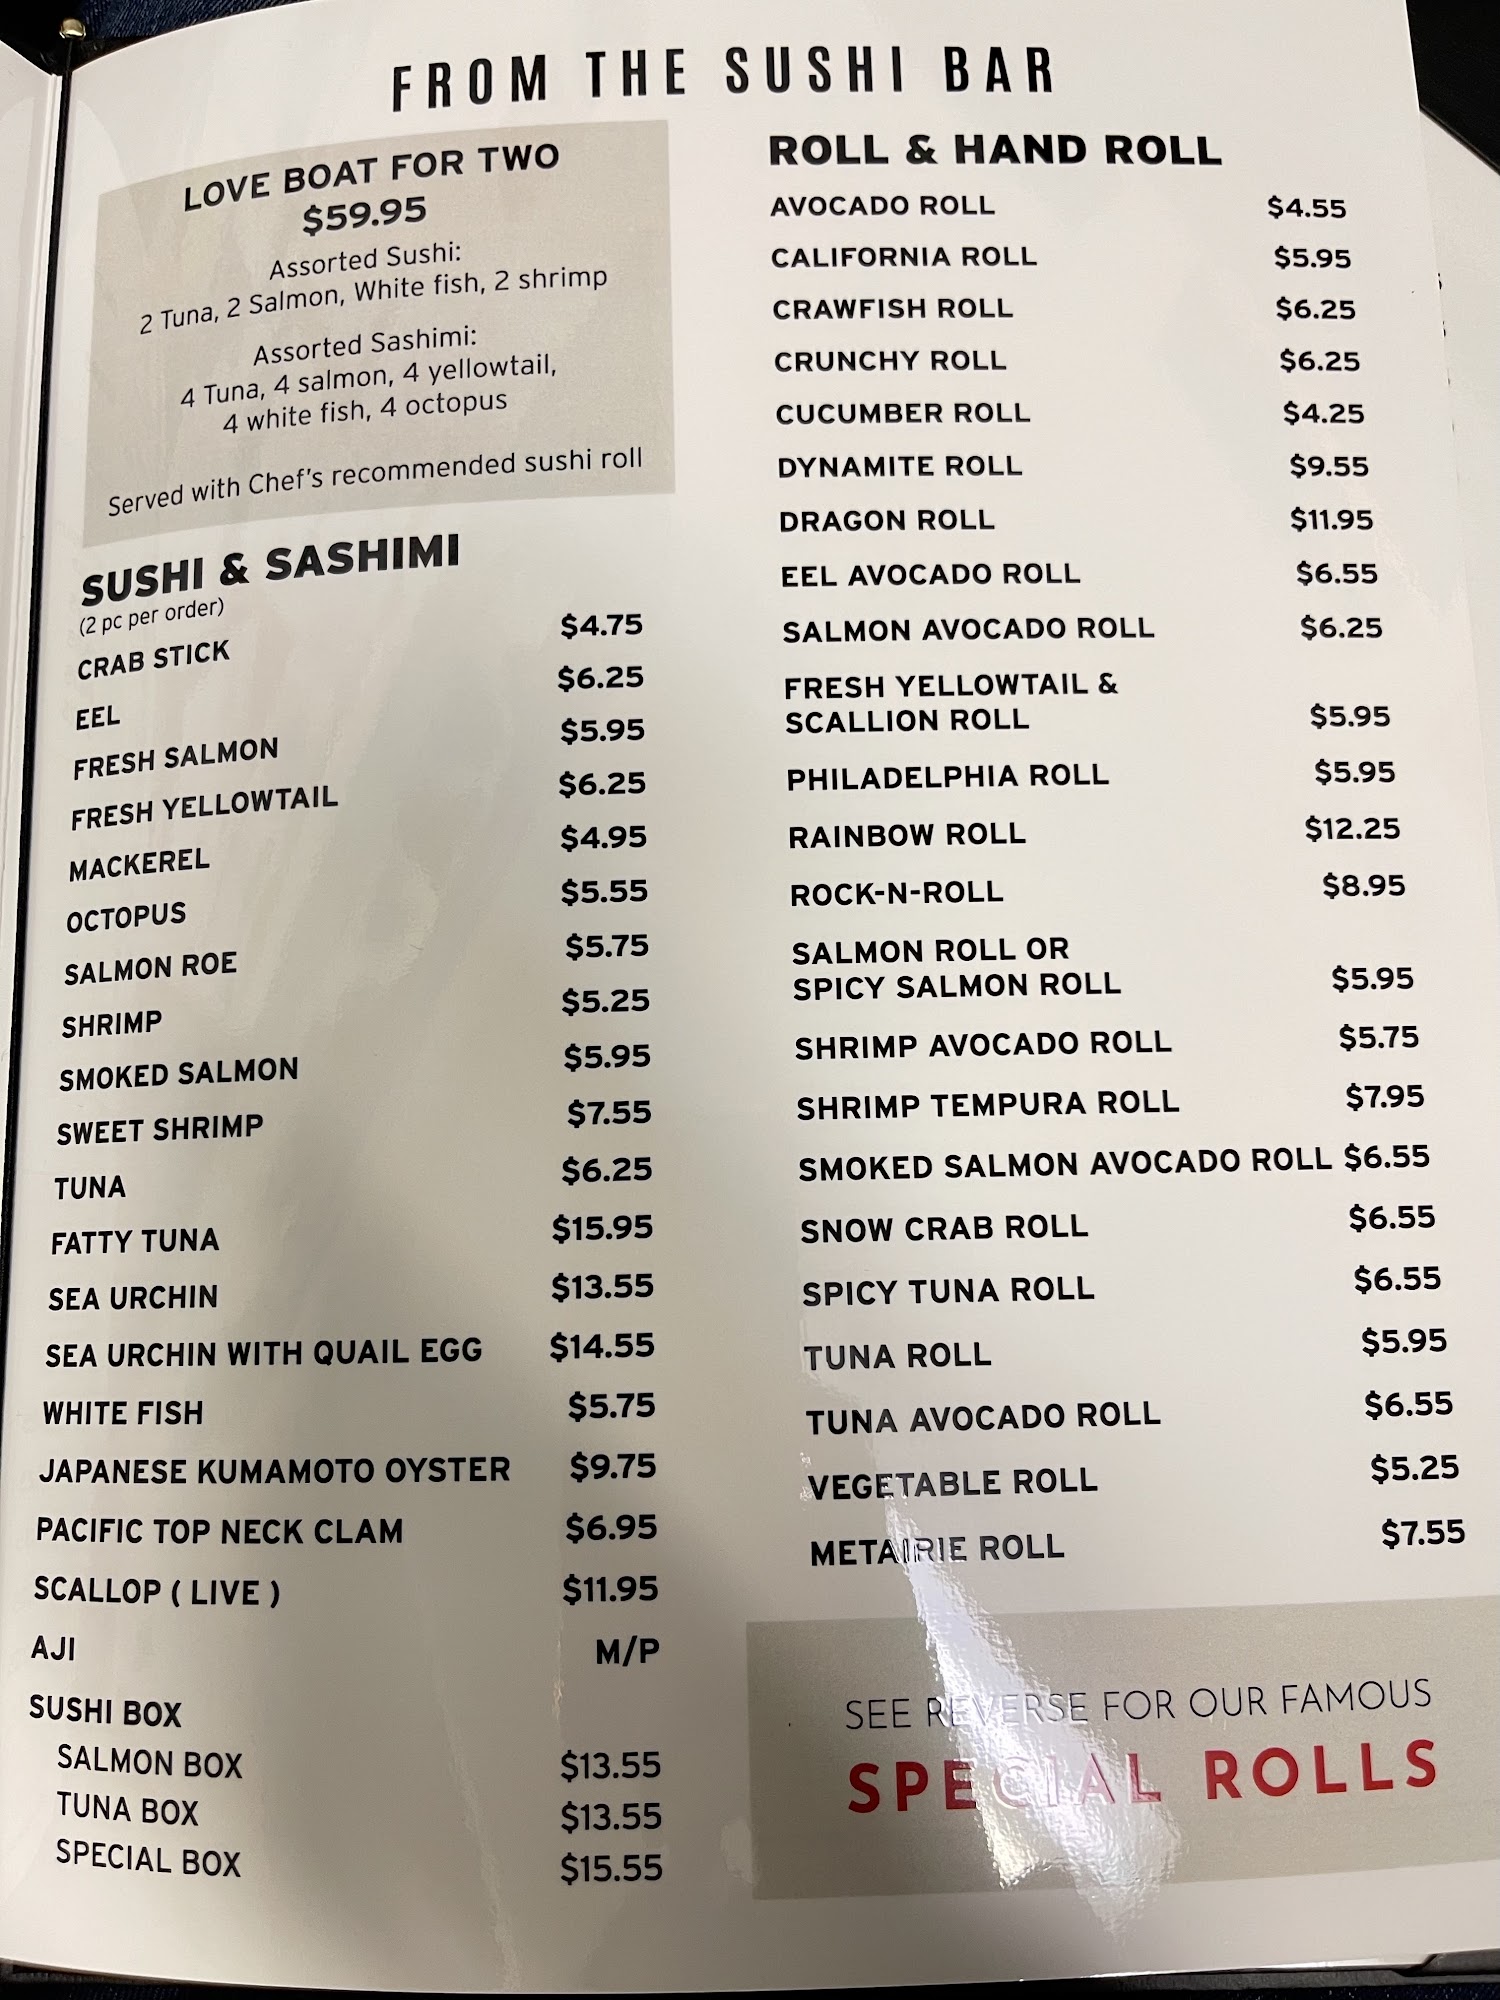 FROM THE SUSHI BAR
LOVE BOAT FOR TWO
$59.95
Assorted Sushi:
2 Tuna, 2 Salmon, White fish, 2 shrimp
Assorted Sashimi:
4 Tuna, 4 salmon, 4 yellowtail,
4 white fish, 4 octopus
Served with Chef's recommended sushi roll
SUSHI & SASHIMI
(2 pc per order)
CRAB STICK $4.75
EEL $6.25
FRESH SALMON $5.95
FRESH YELLOWTAIL $6.25
MACKEREL $4.95
OCTOPUS $5.55
SALMON ROE $5.75
SHRIMP $5.25
SMOKED SALMON $5.95
SWEET SHRIMP $7.55
TUNA $6.25
FATTY TUNA $15.95
SEA URCHIN $13.55
SEA URCHIN WITH QUAIL EGG $14.55
WHITE FISH $5.75
JAPANESE KUMAMOTO OYSTER $9.75
PACIFIC TOP NECK CLAM $6.95
SCALLOP ( LIVE ) $11.95
AJI M/P
SUSHI BOX
SALMON BOX $13.55
TUNA BOX $13.55
SPECIAL BOX $15.55
ROLL & HAND ROLL
AVOCADO ROLL $4.55
CALIFORNIA ROLL $5.95
CRAWFISH ROLL $6.25
CRUNCHY ROLL $6.25
CUCUMBER ROLL $4.25
DYNAMITE ROLL $9.55
DRAGON ROLL $11.95
EEL AVOCADO ROLL $6.55
SALMON AVOCADO ROLL $6.25
FRESH YELLOWTAIL &
SCALLION ROLL $5.95
PHILADELPHIA ROLL $5.95
RAINBOW ROLL $12.25
ROCK-N-ROLL $8.95
SALMON ROLL OR
SPICY SALMON ROLL $5.95
SHRIMP AVOCADO ROLL $5.75
SHRIMP TEMPURA ROLL $7.95
SMOKED SALMON AVOCADO ROLL $6.55
SNOW CRAB ROLL $6.55
SPICY TUNA ROLL $6.55
TUNA ROLL $5.95
TUNA AVOCADO ROLL $6.55
VEGETABLE ROLL $5.25
METAIRIE ROLL $7.55
SEE REVERSE FOR OUR FAMOUS
SPECIAL ROLLS